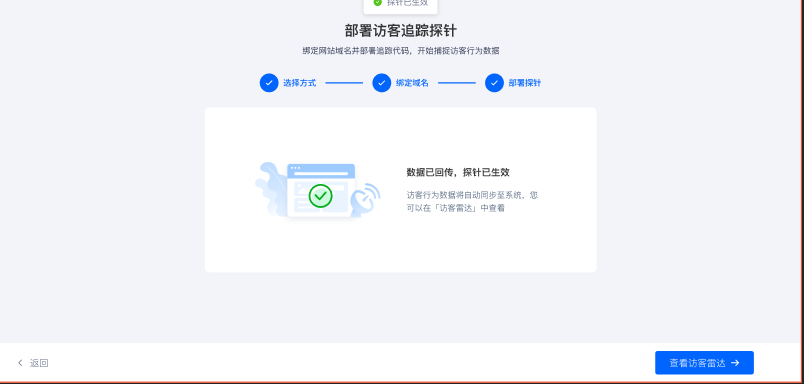 探针已生效
部署访客追踪探针
绑定网站域名并部署追踪代码，开始捕捉访客行为数据
选择方式 绑定域名 部署探针
数据已回传，探针已生效
访客行为数据将自动同步至系统，您
可以在「访客雷达」中查看
返回 查看访客雷达